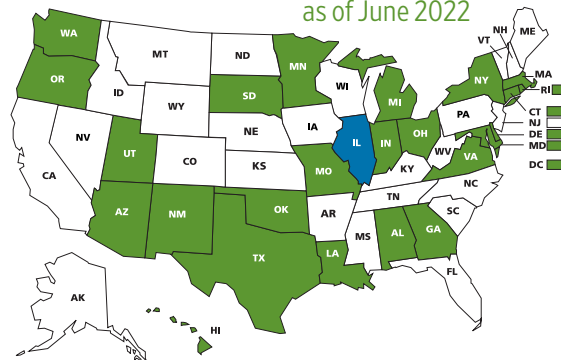 as of June 2022
WA
MT
ND
MN
NH
ME
VT
OR
ID
SD
WI
MI
NY
MA
RI
WY
IA
PA
CT
NJ
DE
MD
DC
NV
UT
NE
IL
IN
OH
WV
VA
CA
CO
KS
MO
KY
NC
TN
AZ
NM
OK
AR
SC
MS
AL
GA
TX
LA
FL
AK
HI